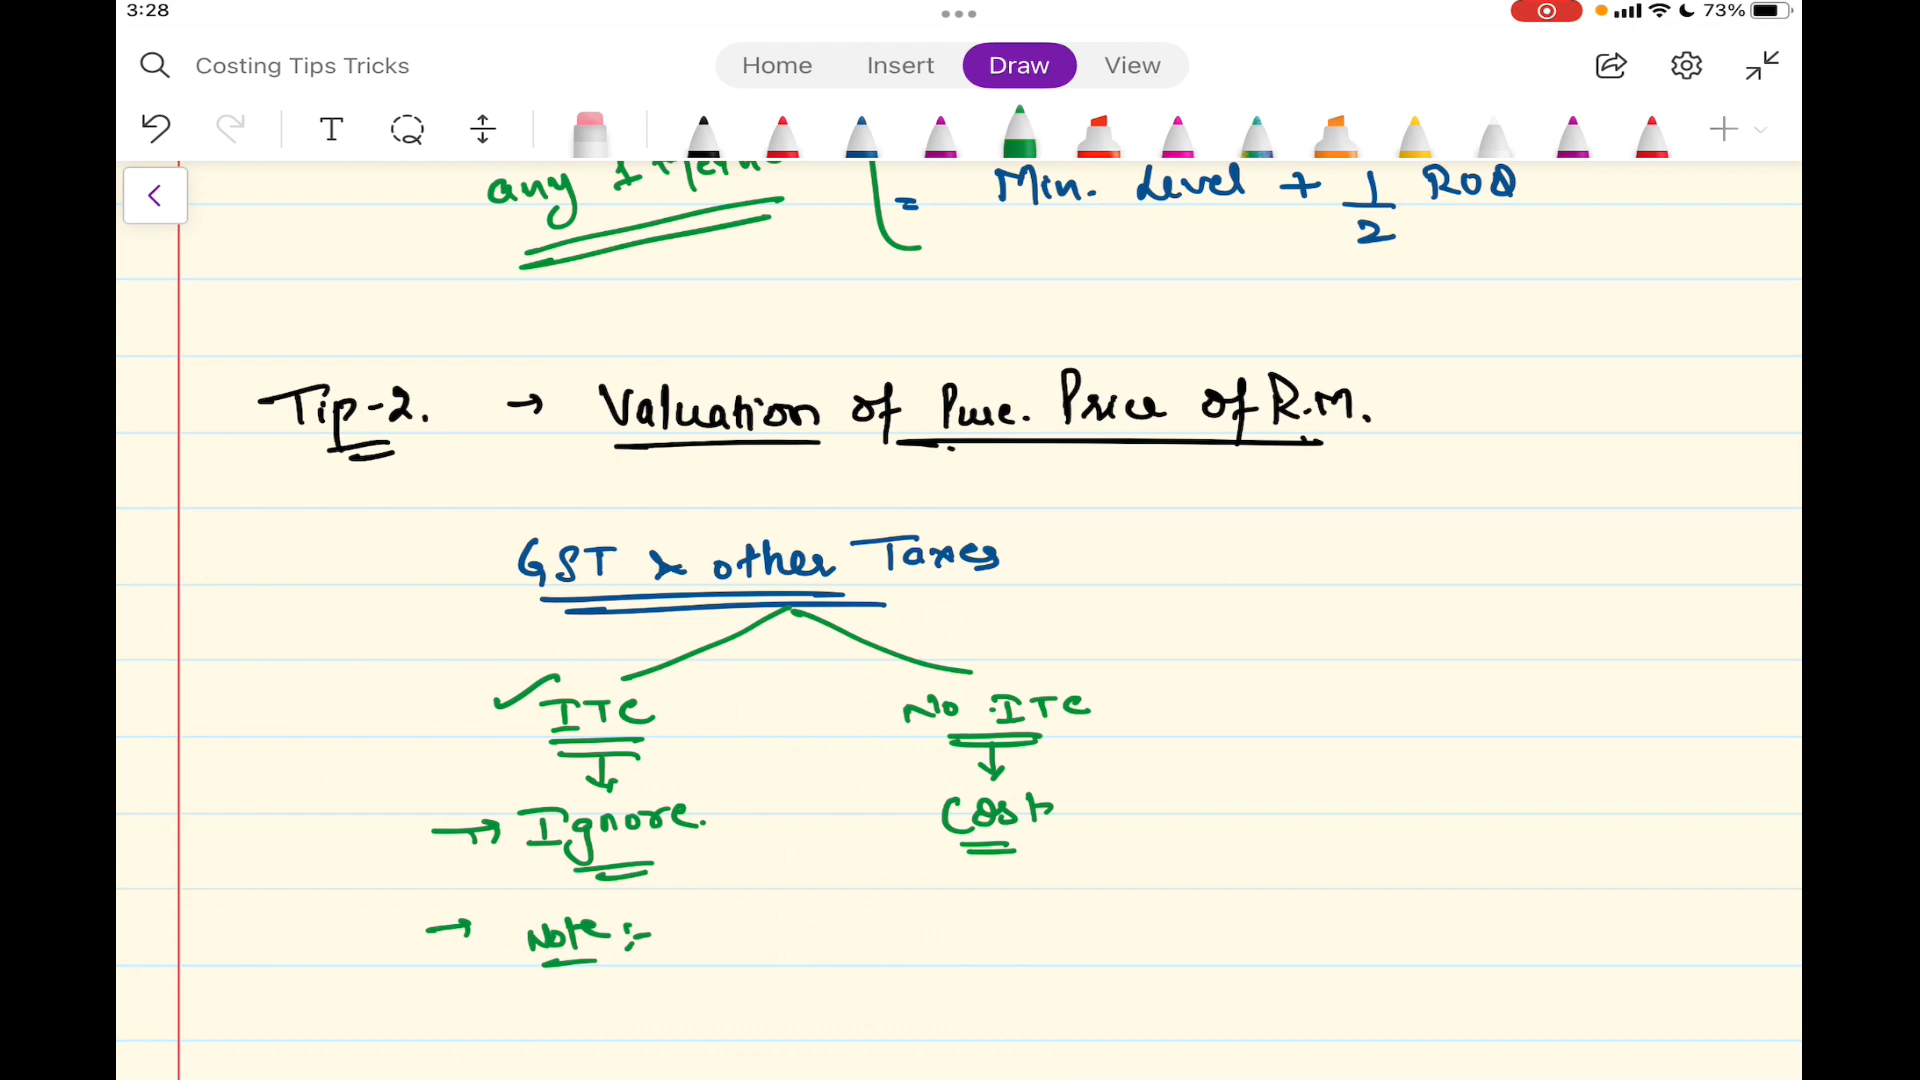 3:28
73%
Costing Tips Tricks
Home Insert Draw View
T
any
= Min. Level + 1/2 ROQ
Tip-2. → Valuation of Pur. Price of R.M.
GST & other Taxes
✓ ITC No ITC
→ Ignore. Cost
→ Note :-